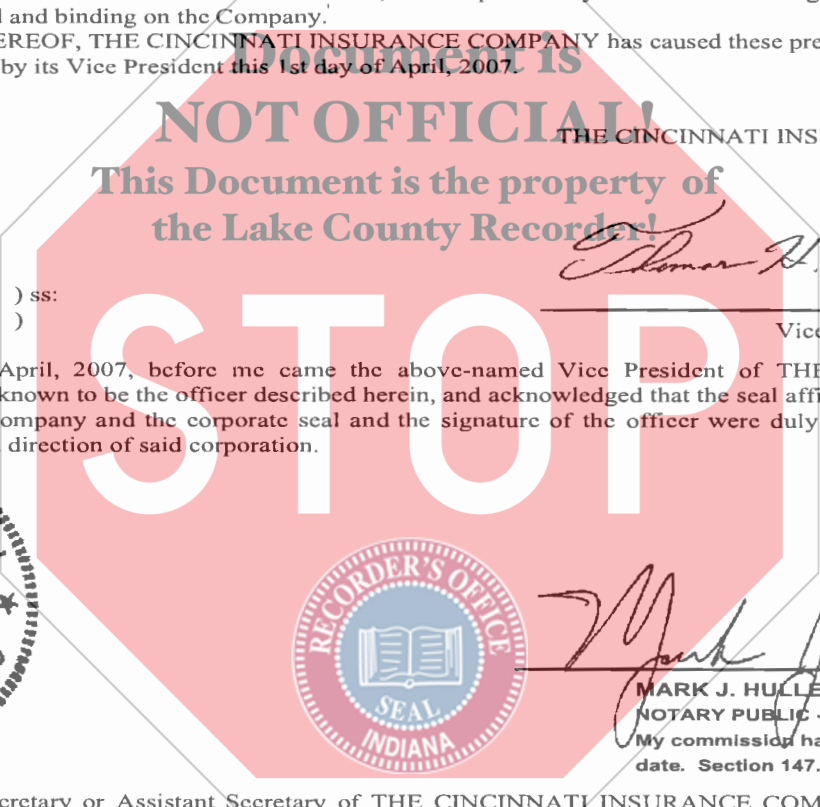 l and binding on the Company.
EREOF, THE CINCINNATI INSURANCE COMPANY has caused these pre
by its Vice President this 1st day of April, 2007.
Document is
NOT OFFICIAL!
THE CINCINNATI INS
This Document is the property of
the Lake County Recorder!
Thomas H.
) ss:
)
Vice
April, 2007, before me came the above-named Vice President of THE
known to be the officer described herein, and acknowledged that the seal affi
ompany and the corporate seal and the signature of the officer were duly
direction of said corporation.
STOP
RECORDER'S OFFICE
SEAL
INDIANA
Mark J
MARK J. HULLE
NOTARY PUBLIC
My commission ha
date. Section 147.
cretary or Assistant Secretary of THE CINCINNATI INSURANCE COM